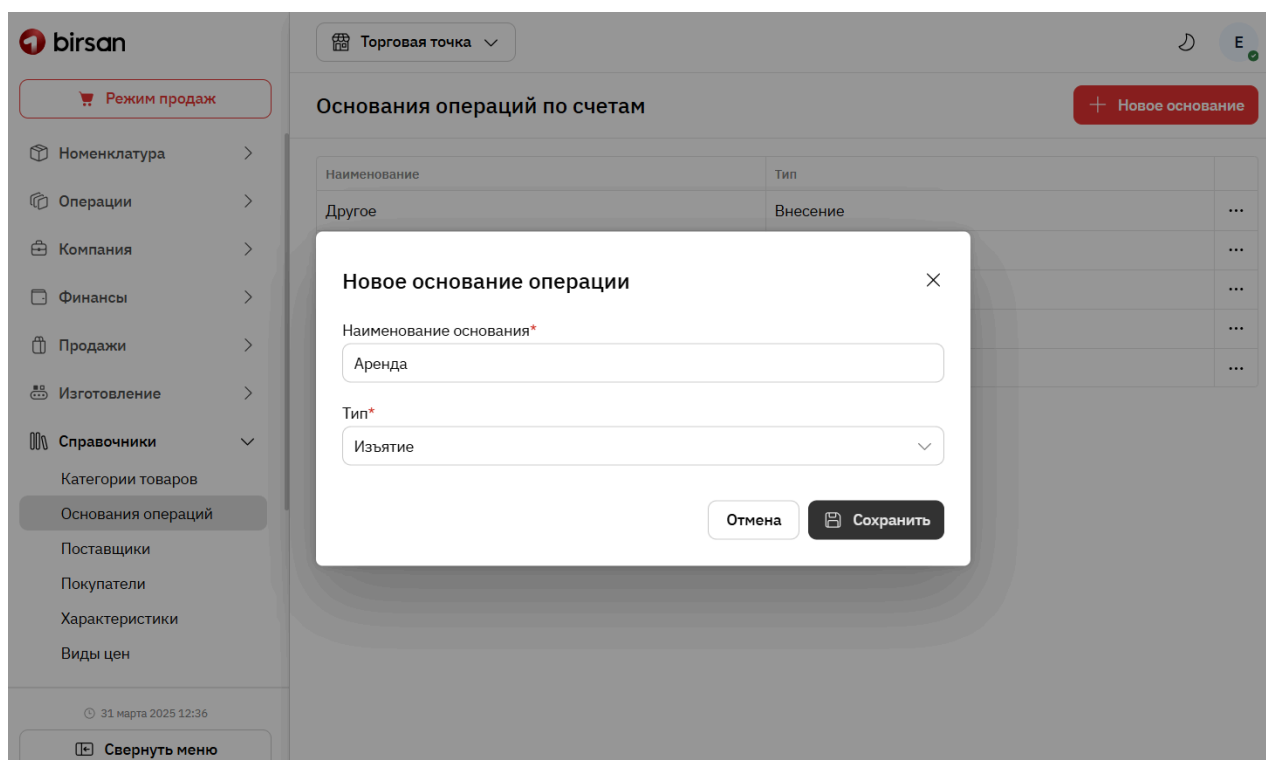 birsan
Торговая точка
E
Режим продаж
Основания операций по счетам
+ Новое основание
Номенклатура
Операции
Компания
Финансы
Продажи
Изготовление
Справочники
Категории товаров
Основания операций
Поставщики
Покупатели
Характеристики
Виды цен
31 марта 2025 12:36
Свернуть меню
Наименование Тип
Другое Внесение
Новое основание операции
Наименование основания*
Аренда
Тип*
Изъятие
Отмена Сохранить